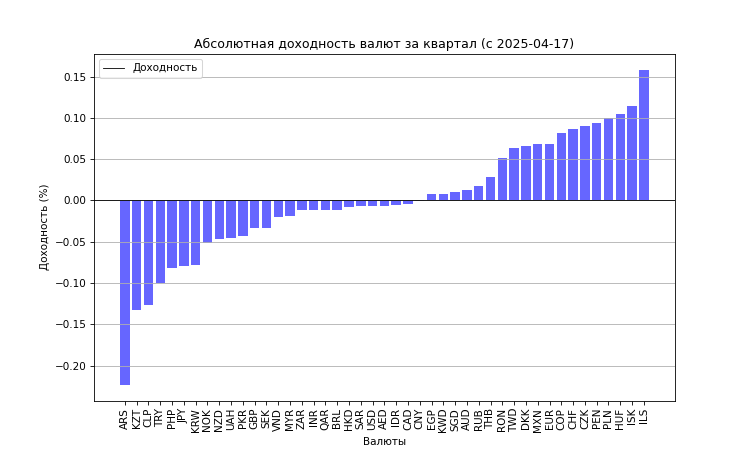 Абсолютная доходность валют за квартал (с 2025-04-17)
Доходность
Доходность (%)
0.15
0.10
0.05
0.00
−0.05
−0.10
−0.15
−0.20
ARS KZT CLP TRY PHP JPY KRW NOK NZD UAH PKR GBP SEK VND MYR ZAR INR QAR BRL HKD SAR USD AED IDR CAD CNY EGP KWD SGD AUD RUB THB RON TWD DKK MXN EUR COP CHF CZK PEN PLN HUF ISK ILS
Валюты